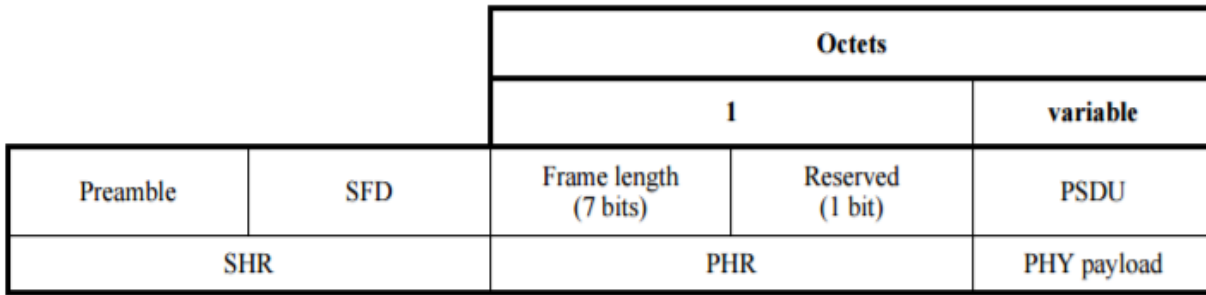 Octets
1 variable
Preamble SFD Frame length (7 bits) Reserved (1 bit) PSDU
SHR PHR PHY payload